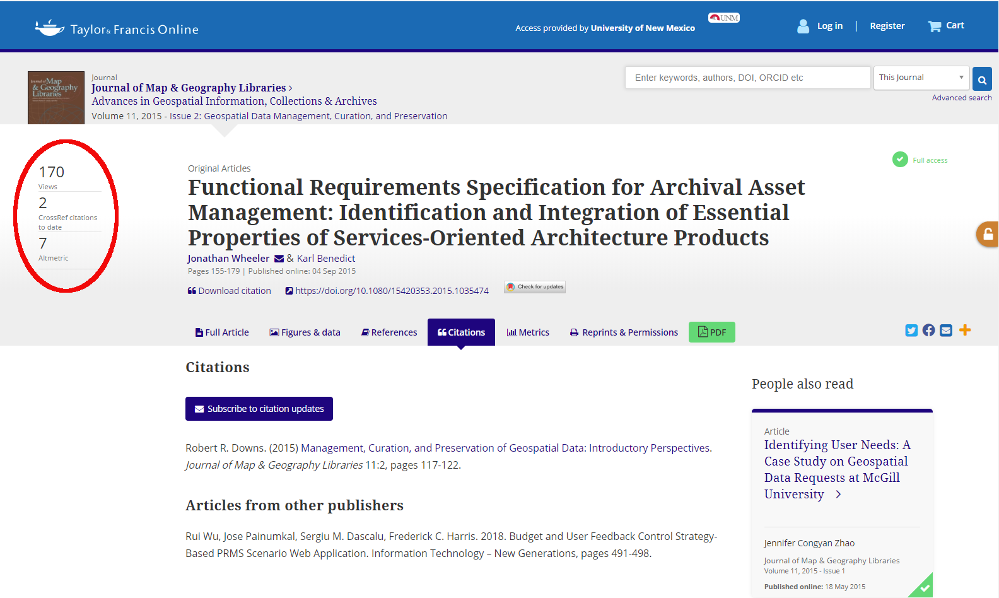 Taylor & Francis Online
Access provided by University of New Mexico
UNM
Log in | Register
Cart
Journal of Map
& Geography
Libraries
Journal
Journal of Map & Geography Libraries >
Advances in Geospatial Information, Collections & Archives
Volume 11, 2015 - Issue 2: Geospatial Data Management, Curation, and Preservation
Enter keywords, authors, DOI, ORCID etc
This Journal
Advanced search
170
Views
2
CrossRef citations
to date
7
Altmetric
Original Articles
Full access
Functional Requirements Specification for Archival Asset
Management: Identification and Integration of Essential
Properties of Services-Oriented Architecture Products
Jonathan Wheeler & Karl Benedict
Pages 155-179 | Published online: 04 Sep 2015
Download citation https://doi.org/10.1080/15420353.2015.1035474 Check for updates
Full Article Figures & data References Citations Metrics Reprints & Permissions PDF
Citations
Subscribe to citation updates
Robert R. Downs. (2015) Management, Curation, and Preservation of Geospatial Data: Introductory Perspectives.
Journal of Map & Geography Libraries 11:2, pages 117-122.
Articles from other publishers
Rui Wu, Jose Painumkal, Sergiu M. Dascalu, Frederick C. Harris. 2018. Budget and User Feedback Control Strategy-
Based PRMS Scenario Web Application. Information Technology – New Generations, pages 491-498.
People also read
Article
Identifying User Needs: A
Case Study on Geospatial
Data Requests at McGill
University >
Jennifer Congyan Zhao
Journal of Map & Geography Libraries
Volume 11, 2015 - Issue 1
Published online: 18 May 2015